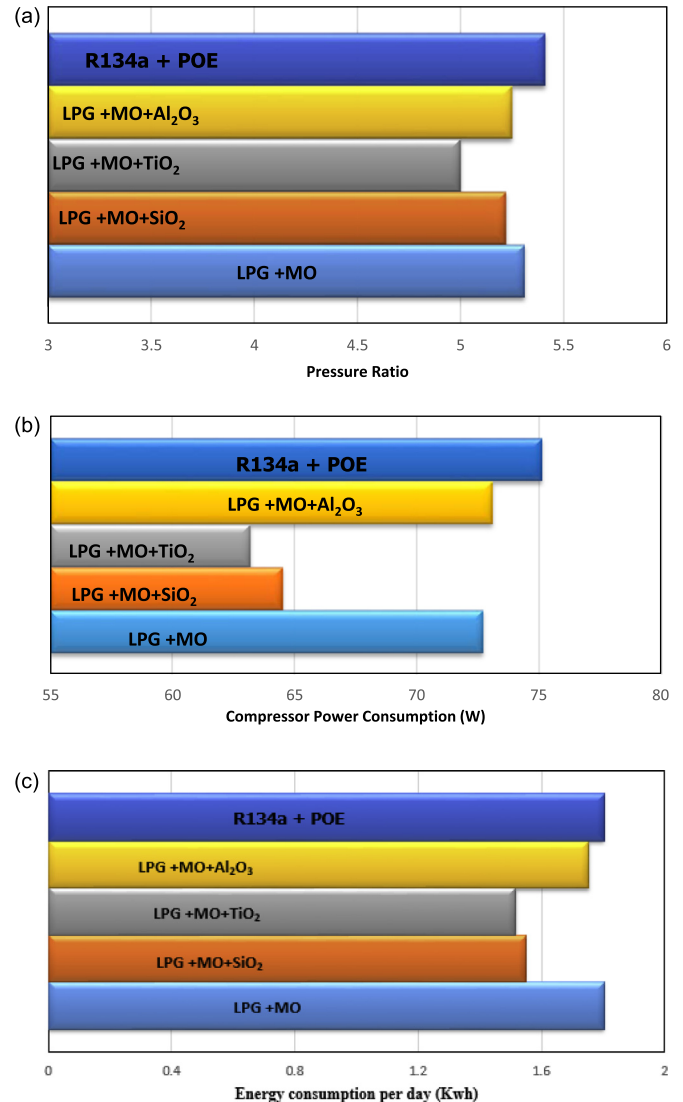 (a)
R134a + POE
LPG +MO+Al₂O₃
LPG +MO+TiO₂
LPG +MO+SiO₂
LPG +MO
3 3.5 4 4.5 5 5.5 6
Pressure Ratio
(b)
R134a + POE
LPG +MO+Al₂O₃
LPG +MO+TiO₂
LPG +MO+SiO₂
LPG +MO
55 60 65 70 75 80
Compressor Power Consumption (W)
(c)
R134a + POE
LPG +MO+Al₂O₃
LPG +MO+TiO₂
LPG +MO+SiO₂
LPG +MO
0 0.4 0.8 1.2 1.6 2
Energy consumption per day (Kwh)